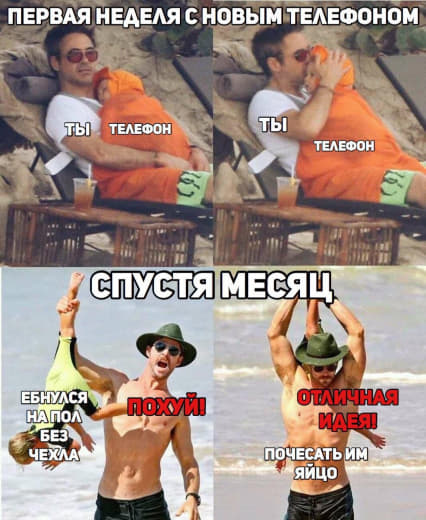 ПЕРВАЯ НЕДЕЛЯ С НОВЫМ ТЕЛЕФОНОМ
ТЫ
ТЕЛЕФОН
ТЫ
ТЕЛЕФОН
СПУСТЯ МЕСЯЦ
ЕБНУЛСЯ
НА ПОЛ
БЕЗ
ЧЕХЛА
ПОХУЙ!
ОТЛИЧНАЯ
ИДЕЯ!
ПОЧЕСАТЬ ИМ
ЯЙЦО